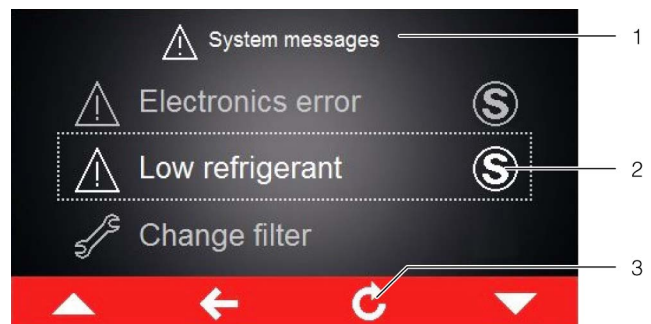 System messages
1
Electronics error
S
Low refrigerant
S
2
Change filter
3